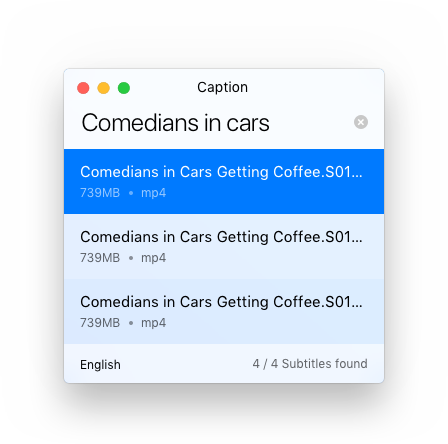 Caption
Comedians in cars
Comedians in Cars Getting Coffee.S01...
739MB • mp4
Comedians in Cars Getting Coffee.S01...
739MB • mp4
Comedians in Cars Getting Coffee.S01...
739MB • mp4
English 4 / 4 Subtitles found